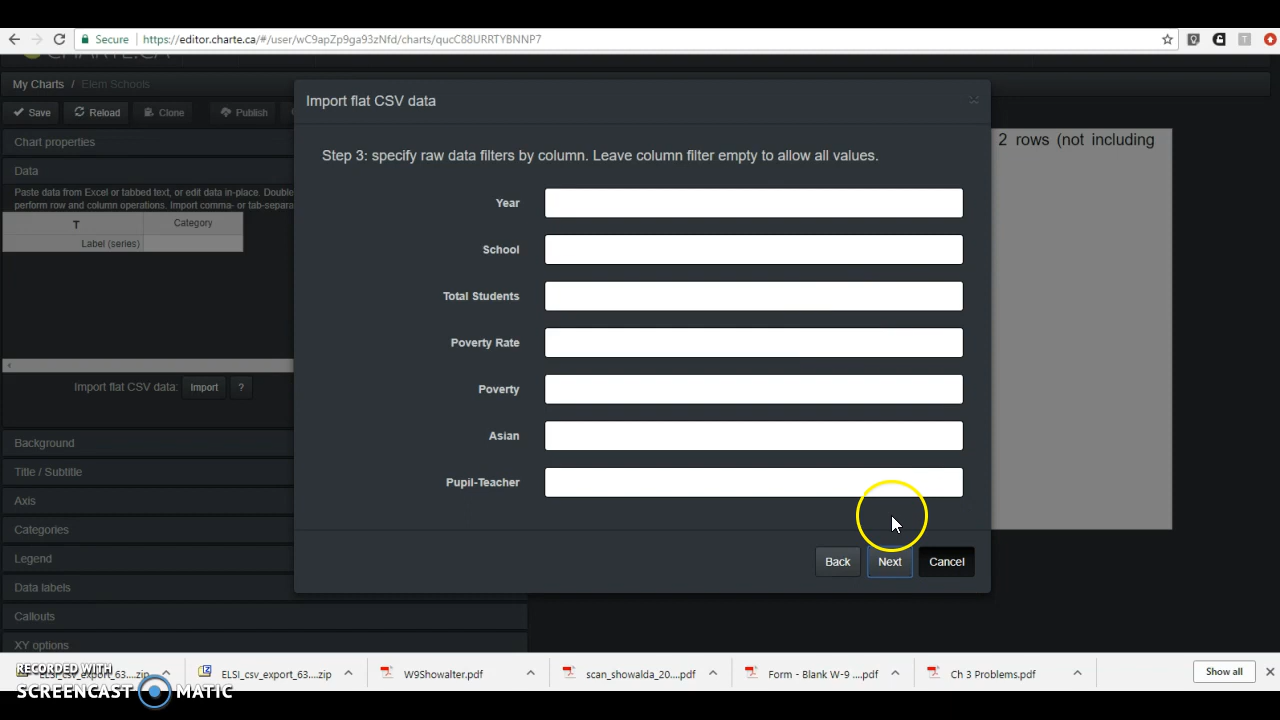 Secure https://editor.charte.ca/#/user/wC9apZp9ga93zNfd/charts/qucC88URRTYBNNP7
CHARTE.CA
My Charts / Elem Schools
Save Reload Clone Publish
Import flat CSV data
Chart properties
Data
Paste data from Excel or tabbed text, or edit data in-place. Double
perform row and column operations. Import comma- or tab-separa
T Category
Label (series)
Import flat CSV data: Import ?
Background
Title / Subtitle
Axis
Categories
Legend
Data labels
Callouts
XY options
2 rows (not including
Step 3: specify raw data filters by column. Leave column filter empty to allow all values.
Year
School
Total Students
Poverty Rate
Poverty
Asian
Pupil-Teacher
Back Next Cancel
ELSI_csv_export_63....zip ELSI_csv_export_63....zip W9Showalter.pdf scan_showalda_20....pdf Form - Blank W-9 ....pdf Ch 3 Problems.pdf Show all
RECORDED WITH
SCREENCAST MATIC